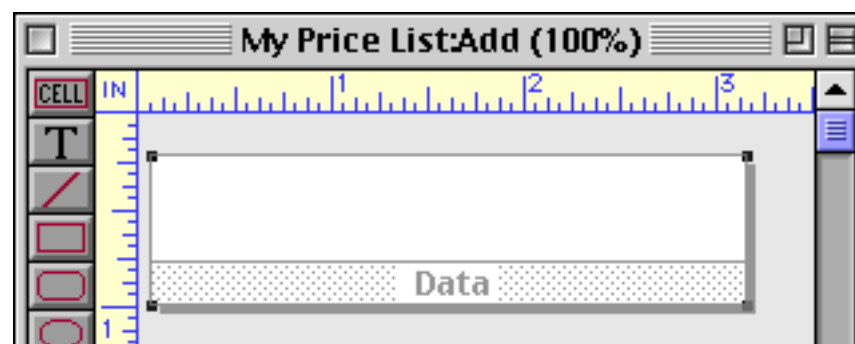 My Price List:Add (100%)
CELL IN 1 2 3
T
Data
1